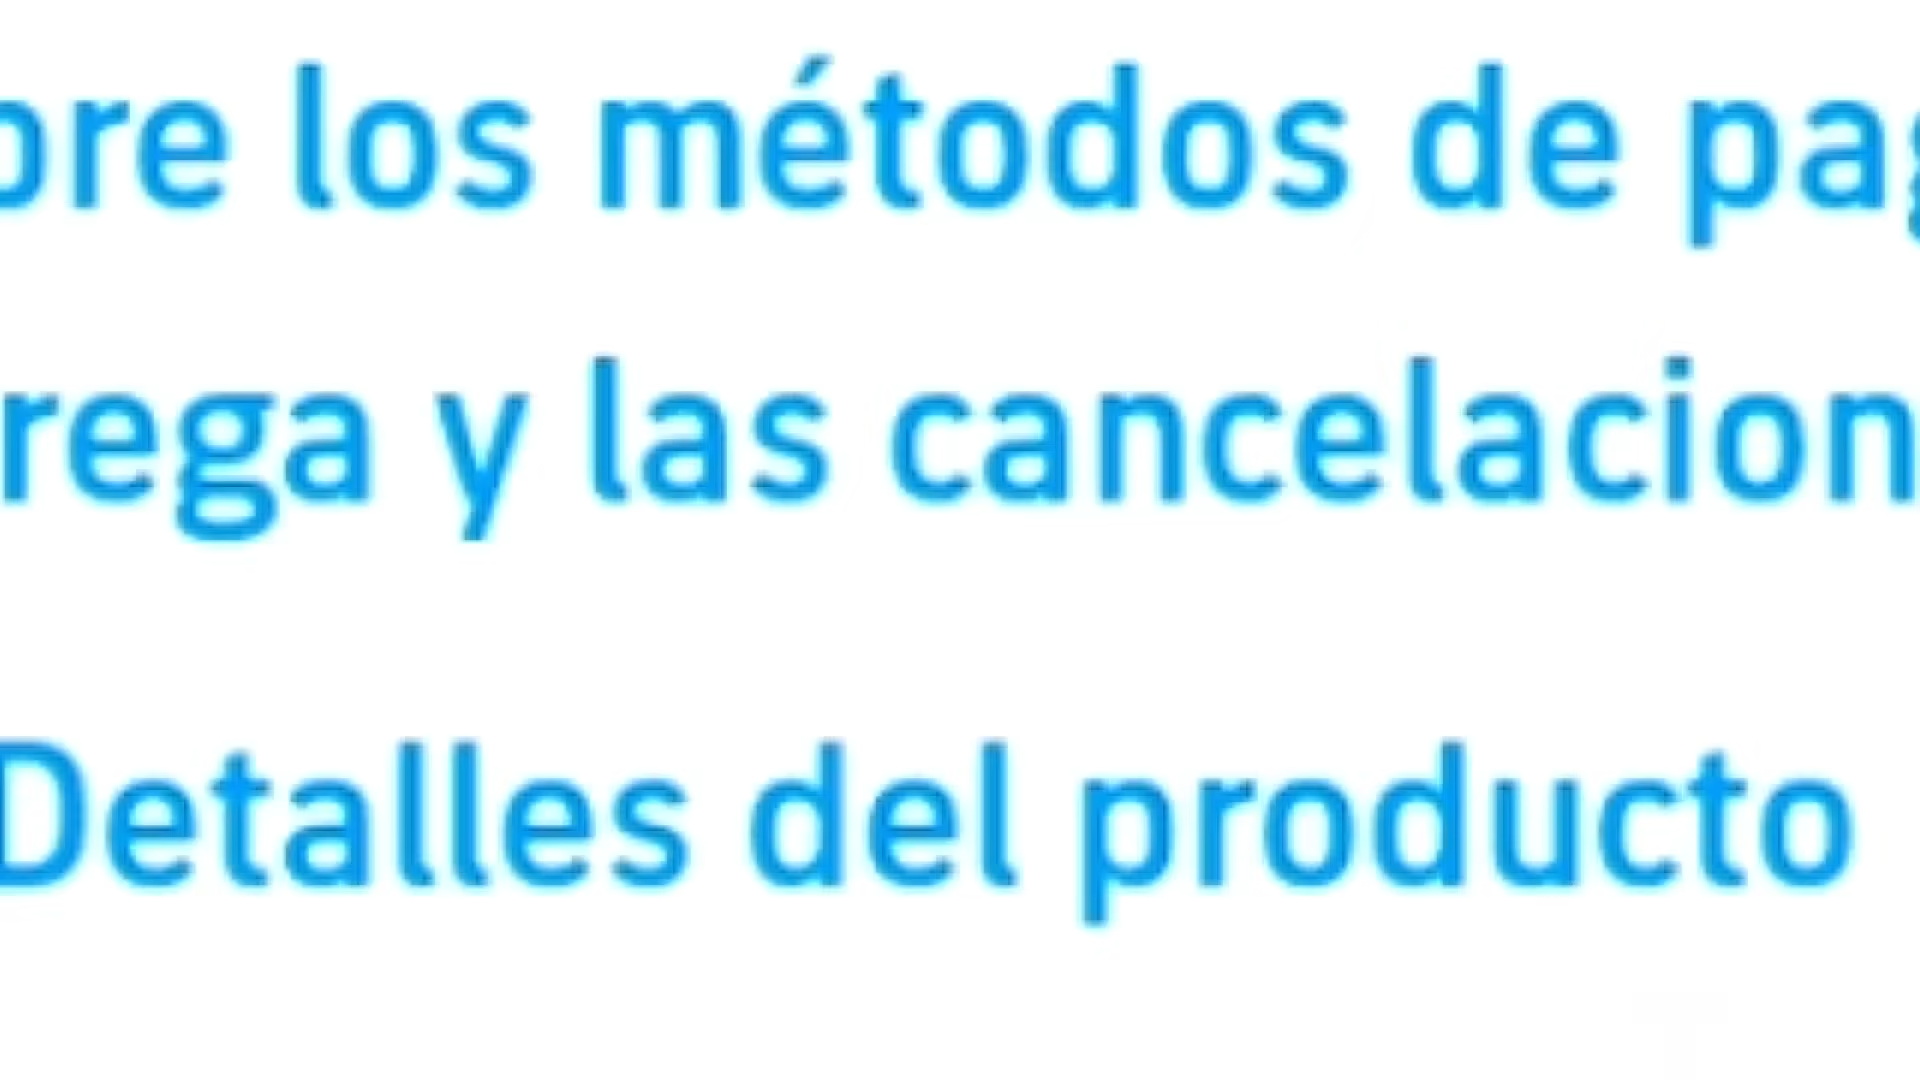 bre los métodos de pag
rega y las cancelacion
Detalles del producto